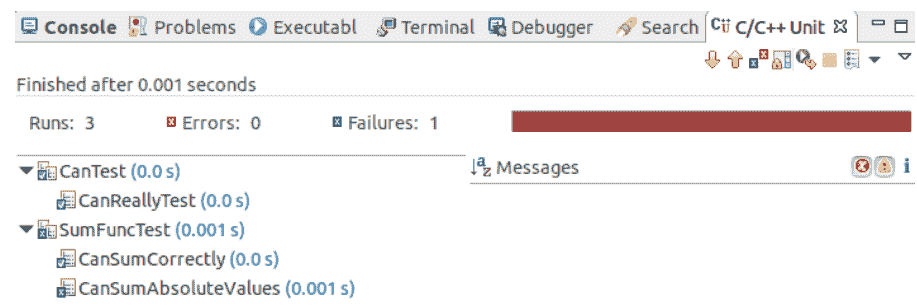 Console Problems Executabl Terminal Debugger Search C/C++ Unit
Finished after 0.001 seconds
Runs: 3 Errors: 0 Failures: 1
CanTest (0.0 s)
CanReallyTest (0.0 s)
SumFuncTest (0.001 s)
CanSumCorrectly (0.0 s)
CanSumAbsoluteValues (0.001 s)
Messages